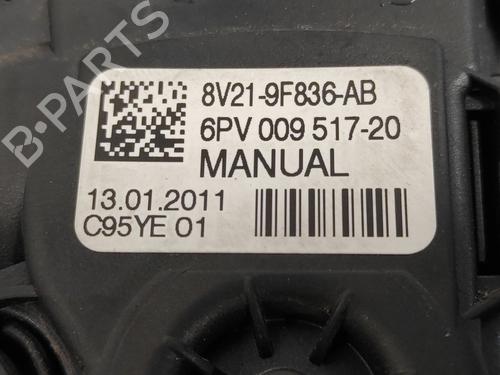 8V21-9F836-AB
6PV 009 517-20
MANUAL
13.01.2011
C95YE 01
B-PARTS